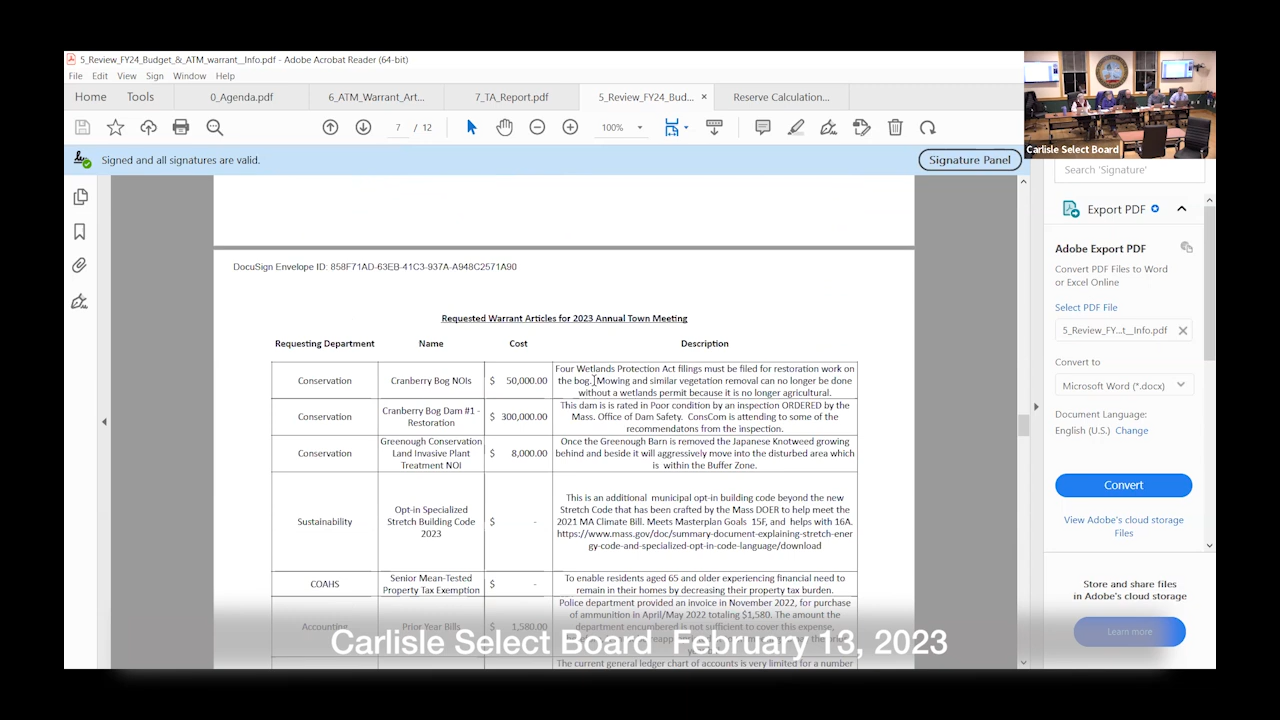 5_Review_FY24_Budget_&_ATM_warrant__Info.pdf - Adobe Acrobat Reader (64-bit)
File Edit View Sign Window Help
Home Tools 0_Agenda.pdf 6_ATM_Warrant_Art... 7_TA_Report.pdf 5_Review_FY24_Bud... × Reserve Calculation...
7 / 12 100%
Carlisle Select Board
Signed and all signatures are valid. Signature Panel
Search 'Signature'
Export PDF
Adobe Export PDF
Convert PDF Files to Word
or Excel Online
Select PDF File
5_Review_FY...t__Info.pdf
Convert to
Microsoft Word (*.docx)
Document Language:
English (U.S.) Change
Convert
View Adobe's cloud storage
Files
Store and share files
in Adobe's cloud storage
Learn more
DocuSign Envelope ID: 858F71AD-63EB-41C3-937A-A948C2571A90
Requested Warrant Articles for 2023 Annual Town Meeting
Requesting Department Name Cost Description
Conservation Cranberry Bog NOIs $ 50,000.00
Four Wetlands Protection Act filings must be filed for restoration work on
the bog. Mowing and similar vegetation removal can no longer be done
without a wetlands permit because it is no longer agricultural.
Conservation
Cranberry Bog Dam #1 -
Restoration
$ 300,000.00
This dam is is rated in Poor condition by an inspection ORDERED by the
Mass. Office of Dam Safety. ConsCom is attending to some of the
recommendatons from the inspection.
Conservation
Greenough Conservation
Land Invasive Plant
Treatment NOI
$ 8,000.00
Once the Greenough Barn is removed the Japanese Knotweed growing
behind and beside it will aggressively move into the disturbed area which
is within the Buffer Zone.
Sustainability
Opt-in Specialized
Stretch Building Code
2023
$ -
This is an additional municipal opt-in building code beyond the new
Stretch Code that has been crafted by the Mass DOER to help meet the
2021 MA Climate Bill. Meets Masterplan Goals 15F, and helps with 16A.
https://www.mass.gov/doc/summary-document-explaining-stretch-ener
gy-code-and-specialized-opt-in-code-language/download
COAHS
Senior Mean-Tested
Property Tax Exemption
$ -
To enable residents aged 65 and older experiencing financial need to
remain in their homes by decreasing their property tax burden.
Accounting Prior Year Bills $ 1,580.00
Police department provided an invoice in November 2022, for purchase
of ammunition in April/May 2022 totaling $1,580. The amount the
department encumbered is not sufficient to cover this expense,
The current general ledger chart of accounts is very limited for a number
Carlisle Select Board February 13, 2023